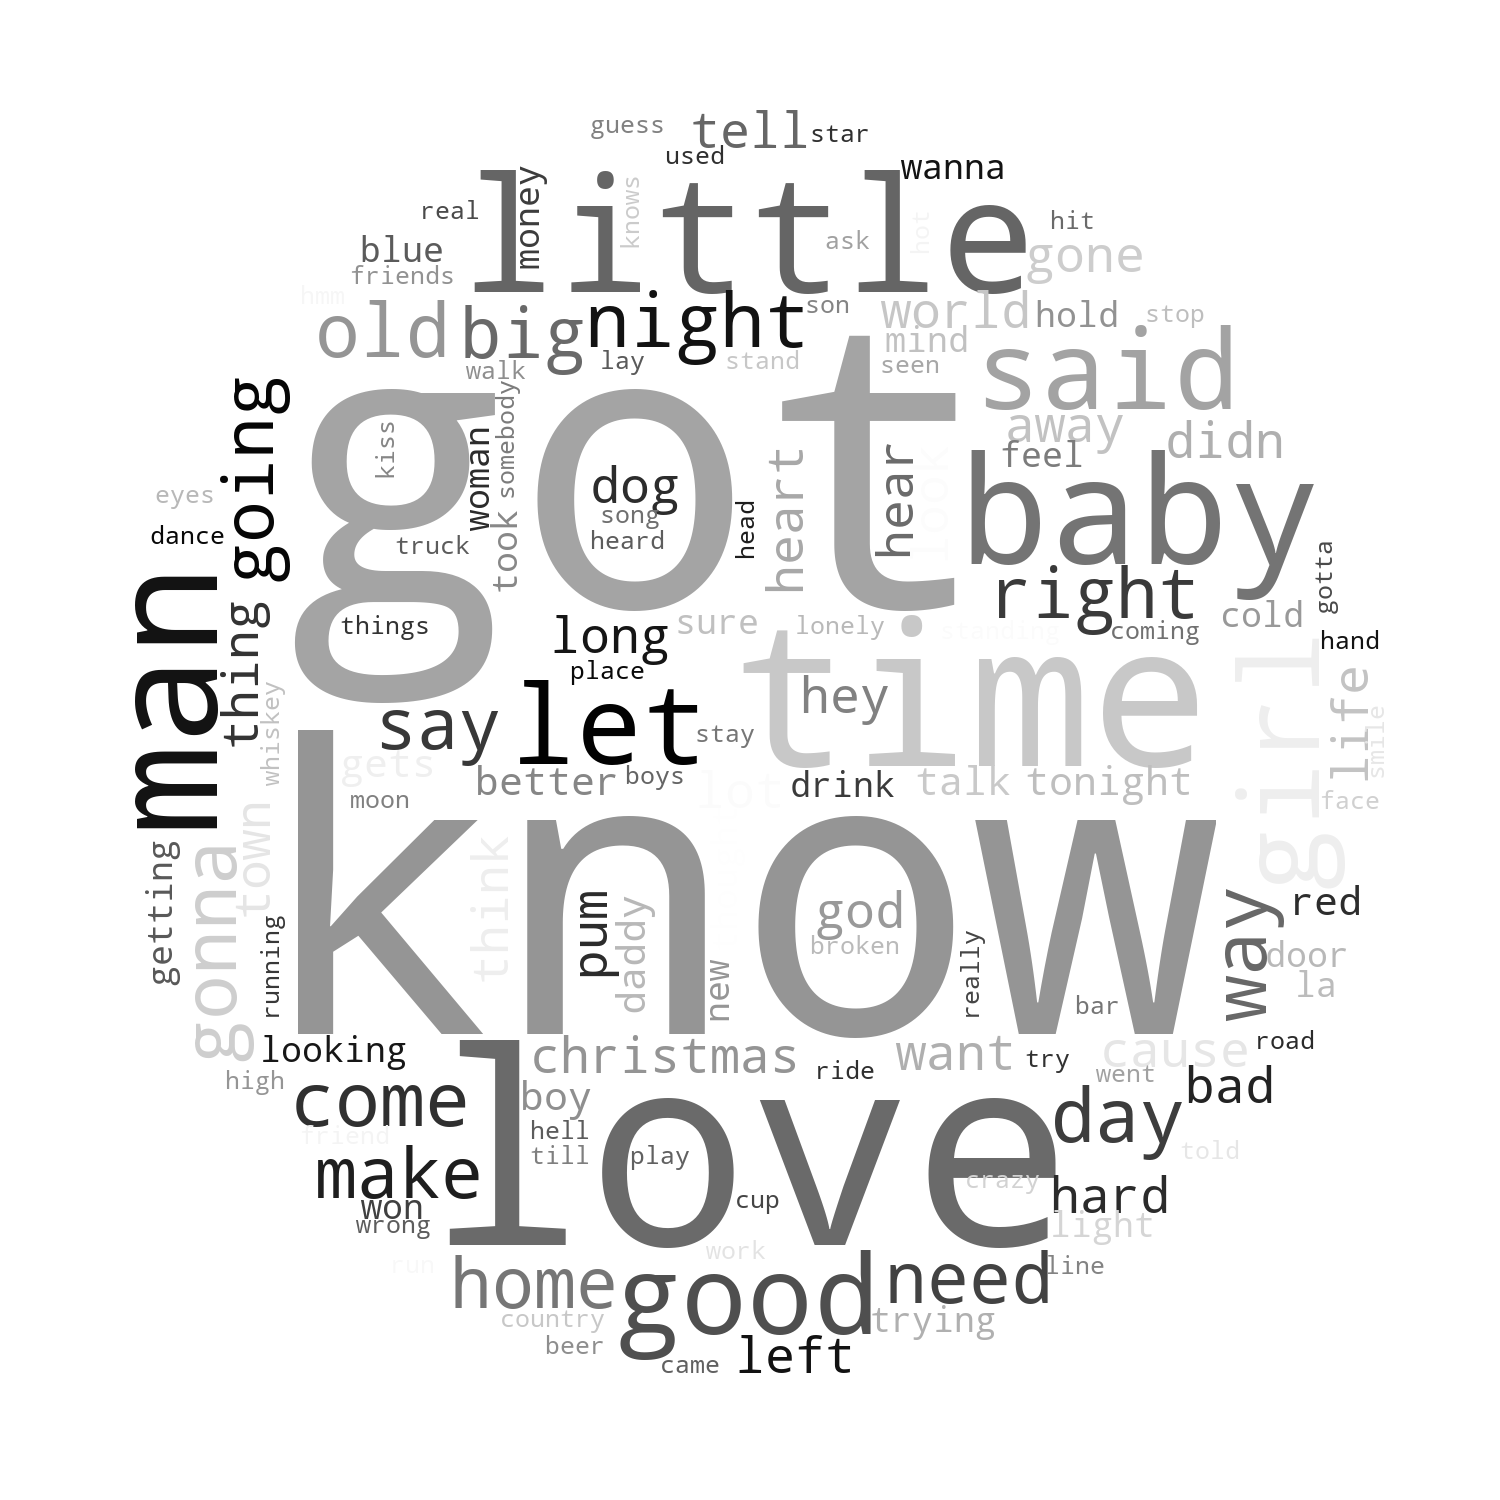 guess
tell
star
used
wanna
little
money
knows
real
hot
hit
blue
ask
gone
friends
hmm
son
world
hold
stop
old
big
night
said
mind
lay
stand
seen
walk
got
going
kiss
woman
somebody
away
didn
feel
heart
hear
look
baby
dog
song
heard
head
eyes
dance
truck
took
right
gotta
man
thing
things
long
sure
lonely
standing
coming
cold
hand
place
time
girl
life
smile
whiskey
say
let
hey
stay
gets
better
boys
lot
drink
talk
tonight
moon
face
know
town
gonna
getting
think
pum
daddy
god
broken
new
really
bar
way
red
door
la
running
looking
christmas
want
try
cause
road
high
ride
went
bad
come
boy
love
day
friend
hell
till
play
told
make
won
wrong
crazy
hard
cup
light
work
run
home
good
need
line
country
trying
beer
came
left